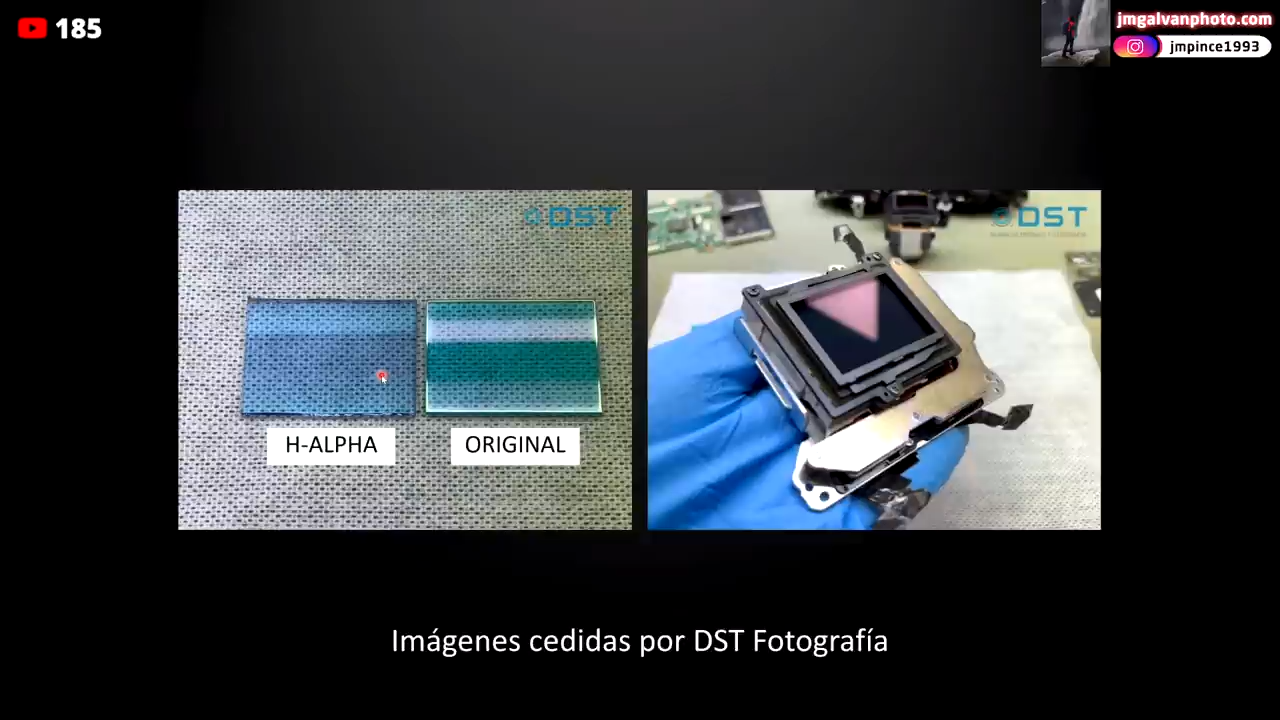 185
jmgalvanphoto.com
jmpince1993
DST
DST
H-ALPHA
ORIGINAL
Imágenes cedidas por DST Fotografía